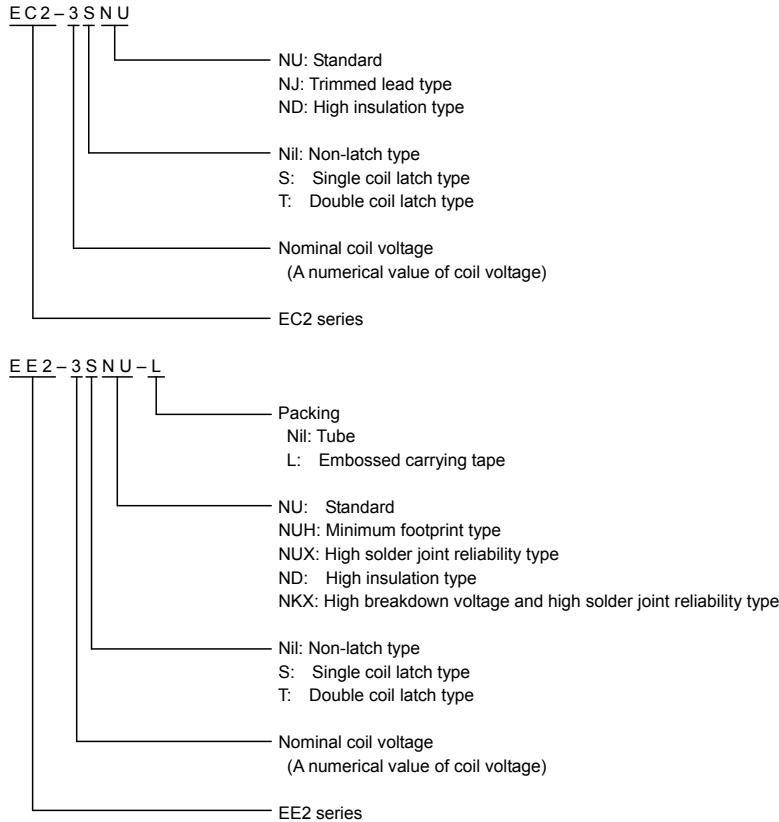 EC2–3SNU
NU: Standard
NJ: Trimmed lead type
ND: High insulation type
Nil: Non-latch type
S: Single coil latch type
T: Double coil latch type
Nominal coil voltage
(A numerical value of coil voltage)
EC2 series
EE2–3SNU–L
Packing
Nil: Tube
L: Embossed carrying tape
NU: Standard
NUH: Minimum footprint type
NUX: High solder joint reliability type
ND: High insulation type
NKX: High breakdown voltage and high solder joint reliability type
Nil: Non-latch type
S: Single coil latch type
T: Double coil latch type
Nominal coil voltage
(A numerical value of coil voltage)
EE2 series